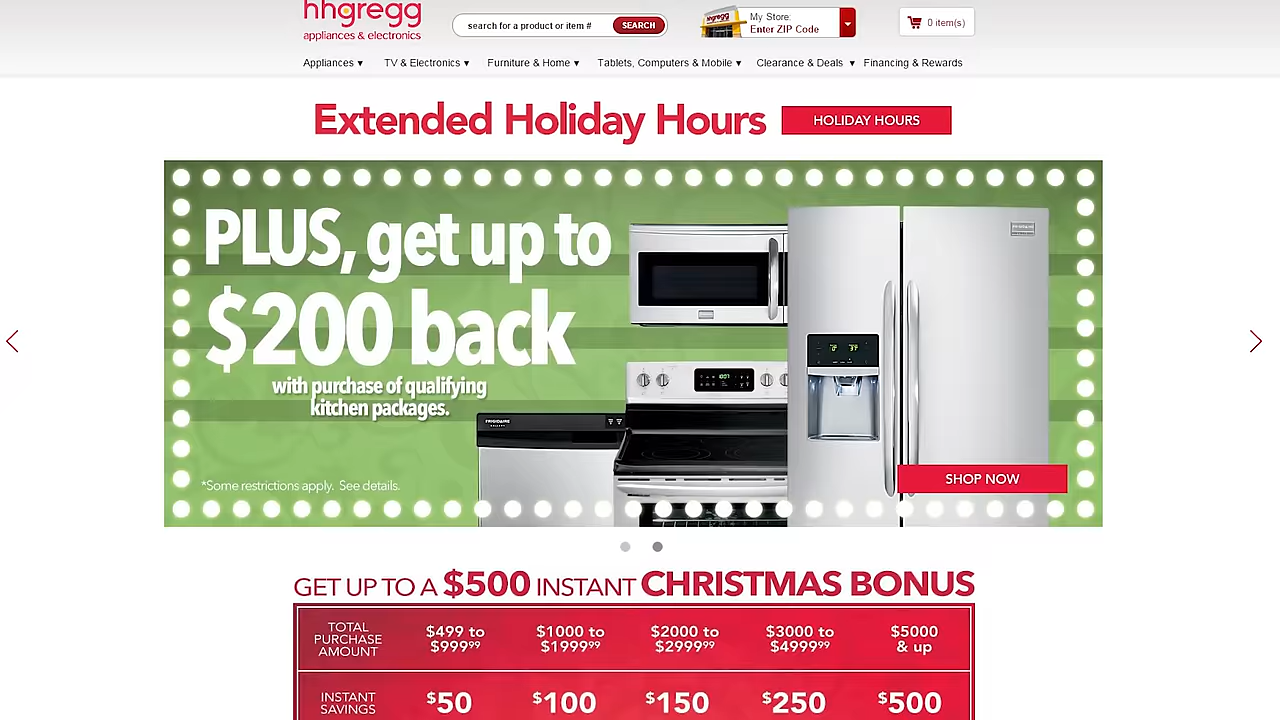 hhgregg
appliances & electronics
search for a product or item #
SEARCH
hhgregg
My Store:
Enter ZIP Code
0 item(s)
Appliances ▾ TV & Electronics ▾ Furniture & Home ▾ Tablets, Computers & Mobile ▾ Clearance & Deals ▾ Financing & Rewards
Extended Holiday Hours
HOLIDAY HOURS
PLUS, get up to
$200 back
with purchase of qualifying
kitchen packages.
FRIGIDAIRE
*Some restrictions apply. See details.
SHOP NOW
GET UP TO A $500 INSTANT CHRISTMAS BONUS
TOTAL
PURCHASE
AMOUNT
$499 to
$999⁹⁹
$1000 to
$1999⁹⁹
$2000 to
$2999⁹⁹
$3000 to
$4999⁹⁹
$5000
& up
INSTANT
SAVINGS
$50 $100 $150 $250 $500